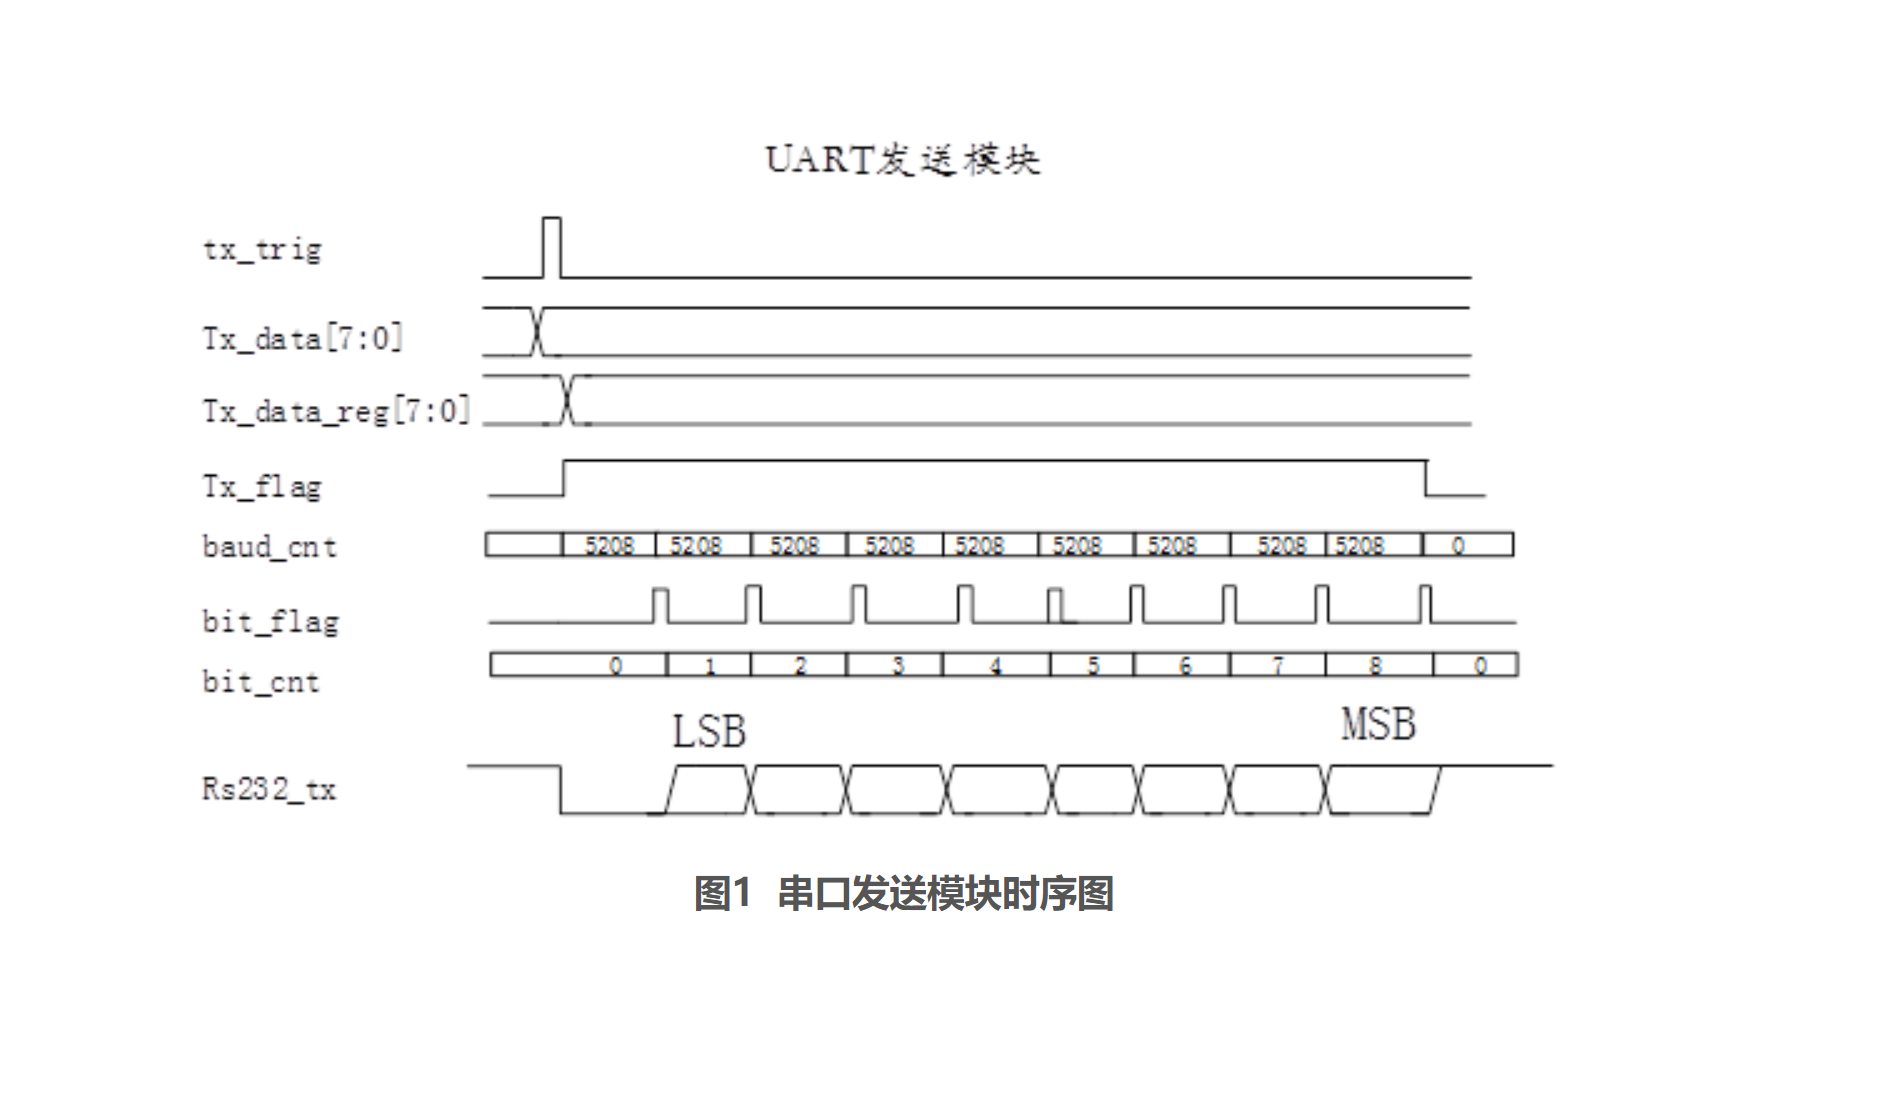 UART发送模块
tx_trig
Tx_data[7:0]
Tx_data_reg[7:0]
Tx_flag
baud_cnt 5208 5208 5208 5208 5208 5208 5208 5208 5208 0
bit_flag
bit_cnt 0 1 2 3 4 5 6 7 8 0
LSB MSB
Rs232_tx
图1 串口发送模块时序图